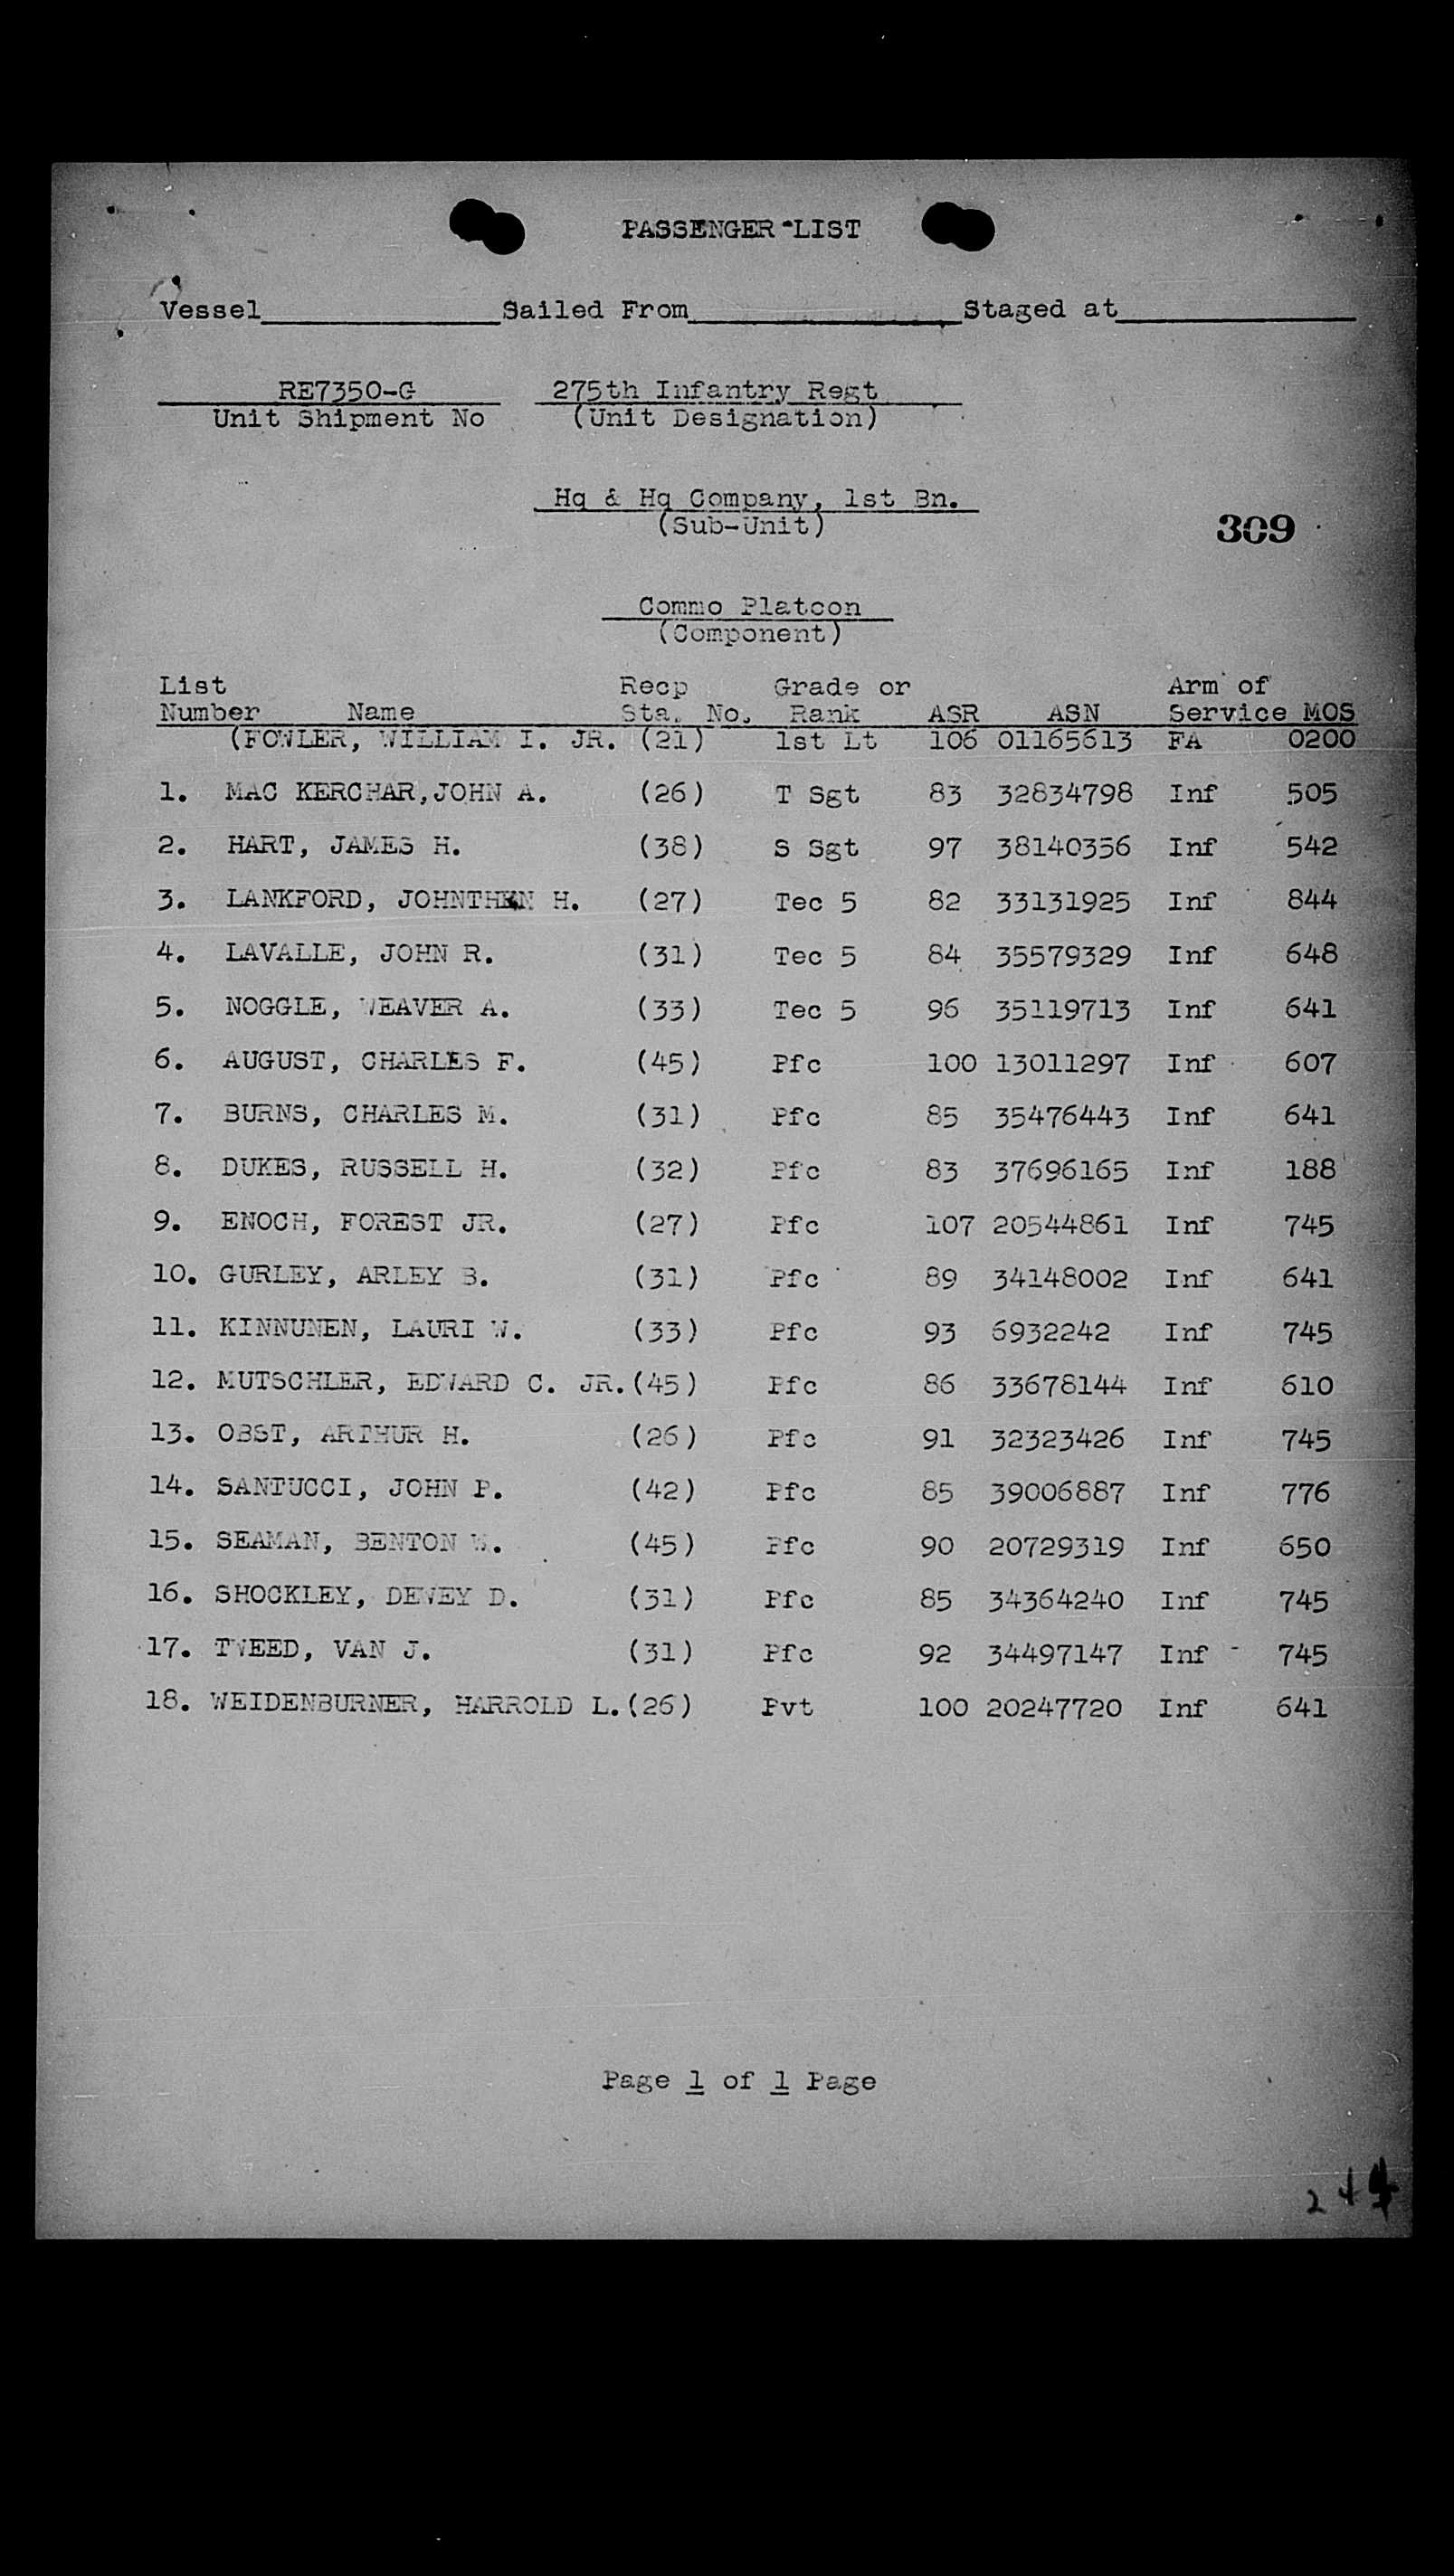 PASSENGER LIST
Vessel Sailed From Staged at
RE7350-G 275th Infantry Regt
Unit Shipment No (Unit Designation)
Hq & Hq Company, 1st Bn.
(Sub-Unit)
309
Commo Platoon
(Component)
List Recp Grade or Arm of
Number Name Sta. No. Rank ASR ASN Service MOS
(FOWLER, WILLIAM I. JR. (21) 1st Lt 106 01165613 FA 0200
1. MAC KERCHAR,JOHN A. (26) T Sgt 83 32834798 Inf 505
2. HART, JAMES H. (38) S Sgt 97 38140356 Inf 542
3. LANKFORD, H. (27) Tec 5 82 33131925 Inf 844
4. LAVALLE, JOHN R. (31) Tec 5 84 35579329 Inf 648
5. NOGGLE, WEAVER A. (33) Tec 5 96 35119713 Inf 641
6. AUGUST, CHARLES F. (45) Pfc 100 13011297 Inf 607
7. BURNS, CHARLES M. (31) Pfc 85 35476443 Inf 641
8. DUKES, RUSSELL H. (32) Pfc 83 37696165 Inf 188
9. ENOCH, FOREST JR. (27) Pfc 107 20544861 Inf 745
10. GURLEY, ARLEY B. (31) Pfc 89 34148002 Inf 641
11. KINNUNEN, LAURI W. (33) Pfc 93 6932242 Inf 745
12. MUTSCHLER, EDWARD C. JR.(45) Pfc 86 33678144 Inf 610
13. OBST, ARTHUR H. (26) Pfc 91 32323426 Inf 745
14. SANTUCCI, JOHN P. (42) Pfc 85 39006887 Inf 776
15. SEAMAN, BENTON W. (45) Pfc 90 20729319 Inf 650
16. SHOCKLEY, DEWEY D. (31) Pfc 85 34364240 Inf 745
17. TWEED, VAN J. (31) Pfc 92 34497147 Inf 745
18. WEIDENBURNER, HARROLD L.(26) Pvt 100 20247720 Inf 641
Page 1 of 1 Page
244